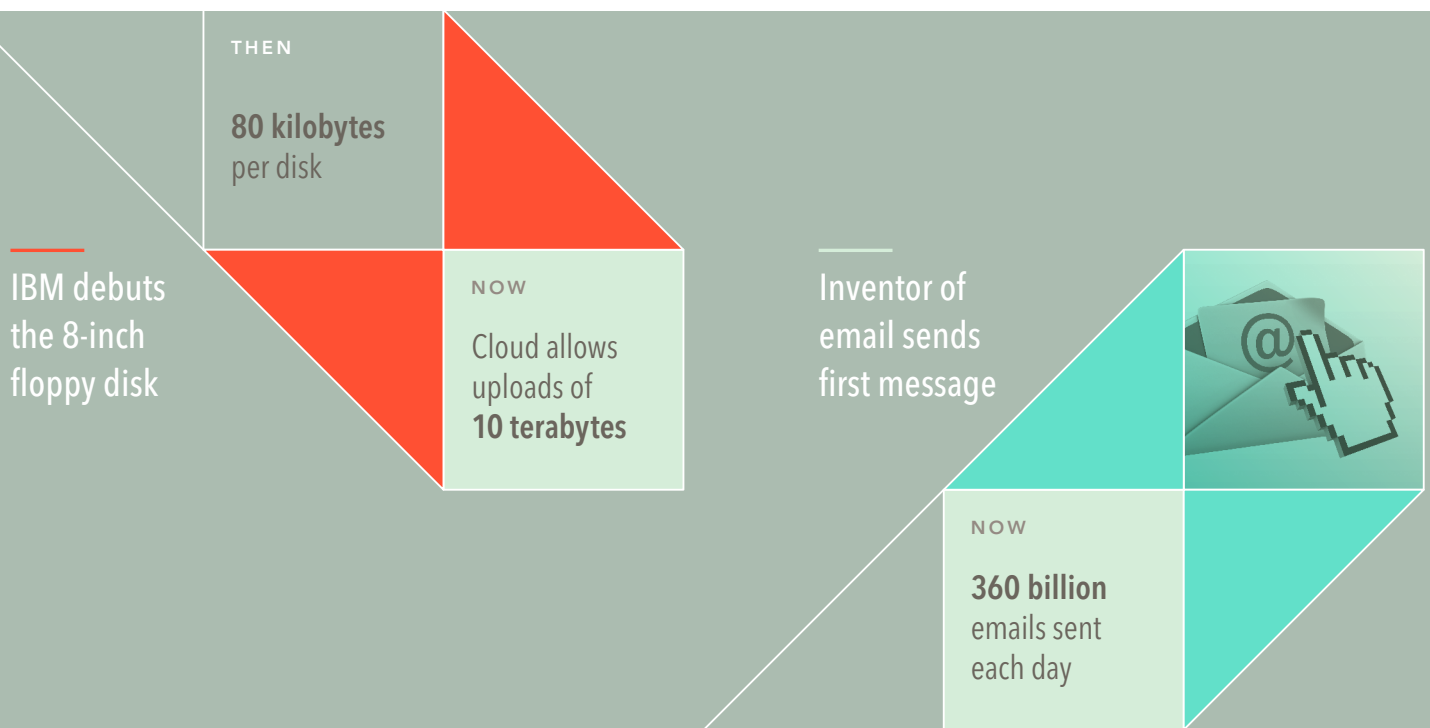 THEN
80 kilobytes
per disk
IBM debuts
the 8-inch
floppy disk
NOW
Cloud allows
uploads of
10 terabytes
Inventor of
email sends
first message
@
NOW
360 billion
emails sent
each day